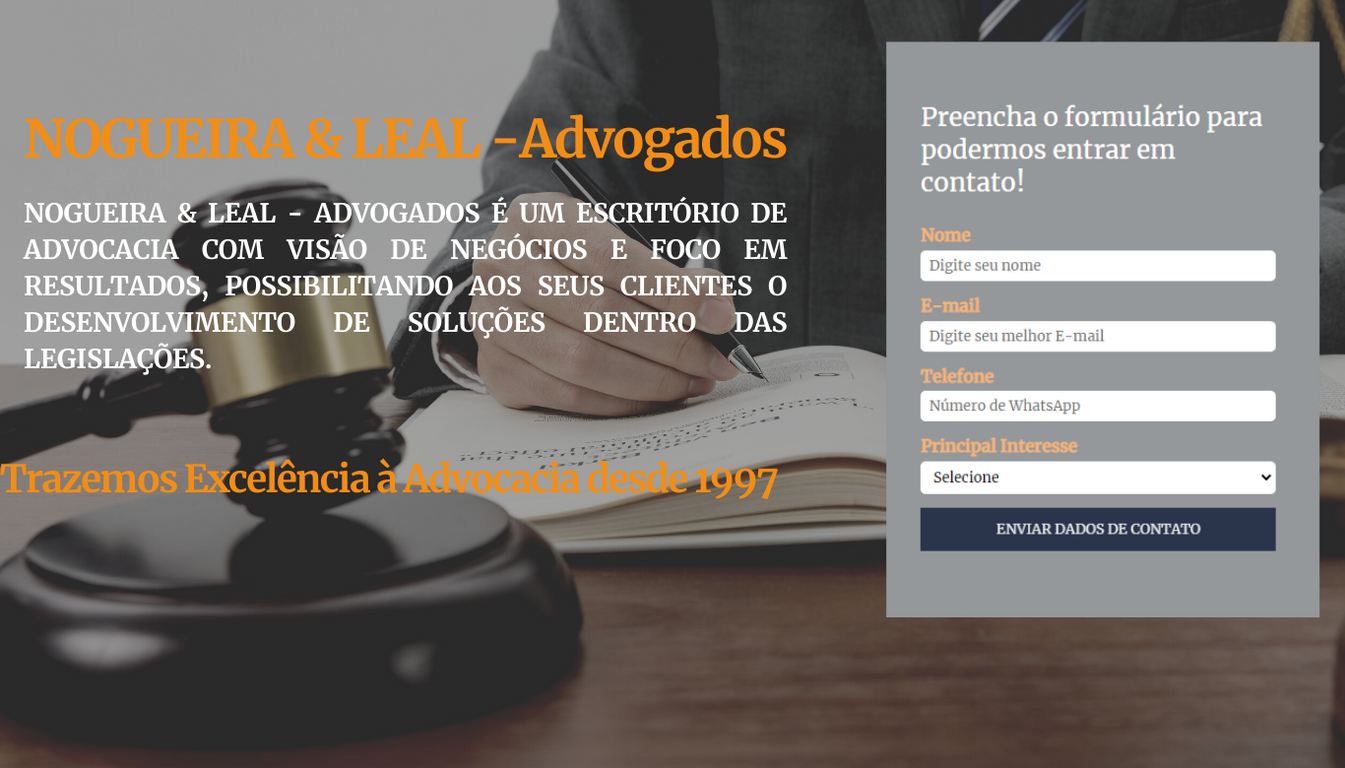 NOGUEIRA & LEAL -Advogados
NOGUEIRA & LEAL - ADVOGADOS É UM ESCRITÓRIO DE
ADVOCACIA COM VISÃO DE NEGÓCIOS E FOCO EM
RESULTADOS, POSSIBILITANDO AOS SEUS CLIENTES O
DESENVOLVIMENTO DE SOLUÇÕES DENTRO DAS
LEGISLAÇÕES.
Trazemos Excelência à Advocacia desde 1997
Preencha o formulário para
podermos entrar em
contato!
Nome
Digite seu nome
E-mail
Digite seu melhor E-mail
Telefone
Número de WhatsApp
Principal Interesse
Selecione
ENVIAR DADOS DE CONTATO